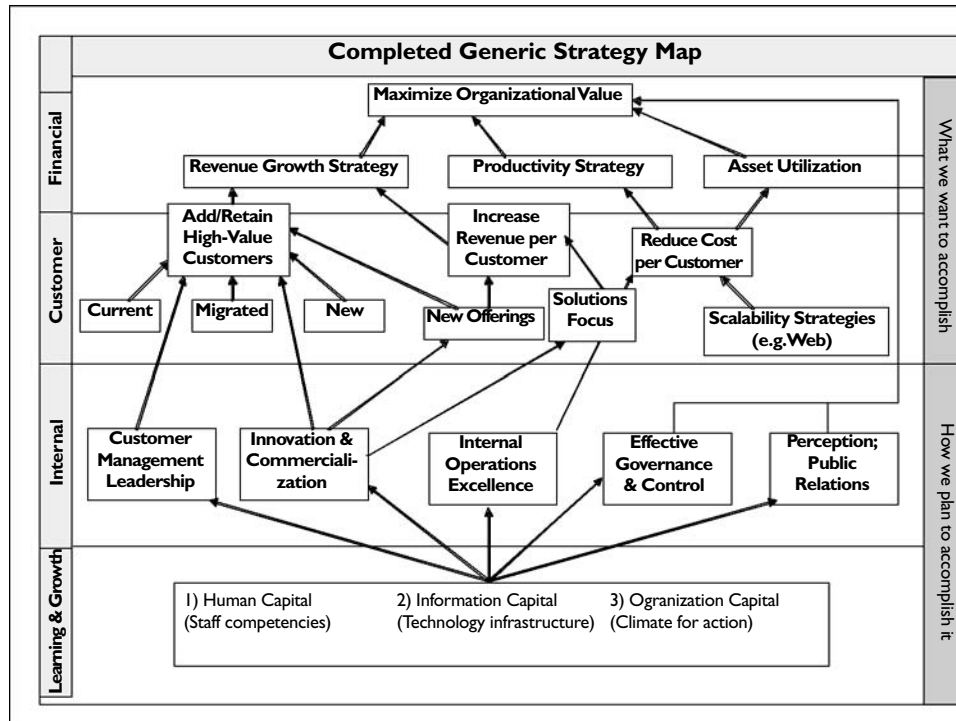 Completed Generic Strategy Map
Financial
Maximize Organizational Value
Revenue Growth Strategy
Productivity Strategy
Asset Utilization
What we want to accomplish
Customer
Add/Retain
High-Value
Customers
Increase
Revenue per
Customer
Reduce Cost
per Customer
Current
Migrated
New
New Offerings
Solutions
Focus
Scalability Strategies
(e.g. Web)
Internal
Customer
Management
Leadership
Innovation &
Commerciali-
zation
Internal
Operations
Excellence
Effective
Governance
& Control
Perception;
Public
Relations
How we plan to accomplish it
Learning & Growth
1) Human Capital
(Staff competencies)
2) Information Capital
(Technology infrastructure)
3) Ogranization Capital
(Climate for action)